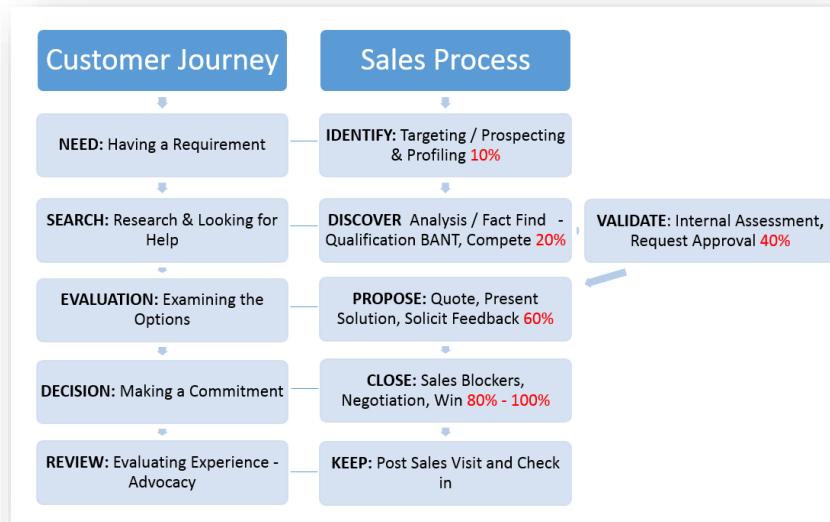 Customer Journey
Sales Process
NEED: Having a Requirement
IDENTIFY: Targeting / Prospecting
& Profiling 10%
SEARCH: Research & Looking for
Help
DISCOVER Analysis / Fact Find -
Qualification BANT, Compete 20%
VALIDATE: Internal Assessment,
Request Approval 40%
EVALUATION: Examining the
Options
PROPOSE: Quote, Present
Solution, Solicit Feedback 60%
DECISION: Making a Commitment
CLOSE: Sales Blockers,
Negotiation, Win 80% - 100%
REVIEW: Evaluating Experience -
Advocacy
KEEP: Post Sales Visit and Check
in